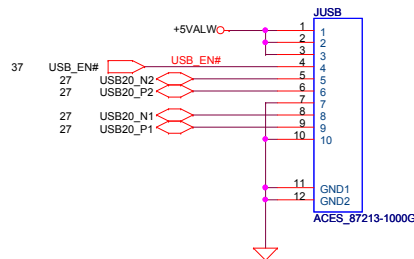 JUSB
+5VALW
1 1
2 2
3 3
37 USB_EN# USB_EN# 4 4
27 USB20_N2 5 5
27 USB20_P2 6 6
7 7
27 USB20_N1 8 8
27 USB20_P1 9 9
10 10
11 GND1
12 GND2
ACES_87213-1000G